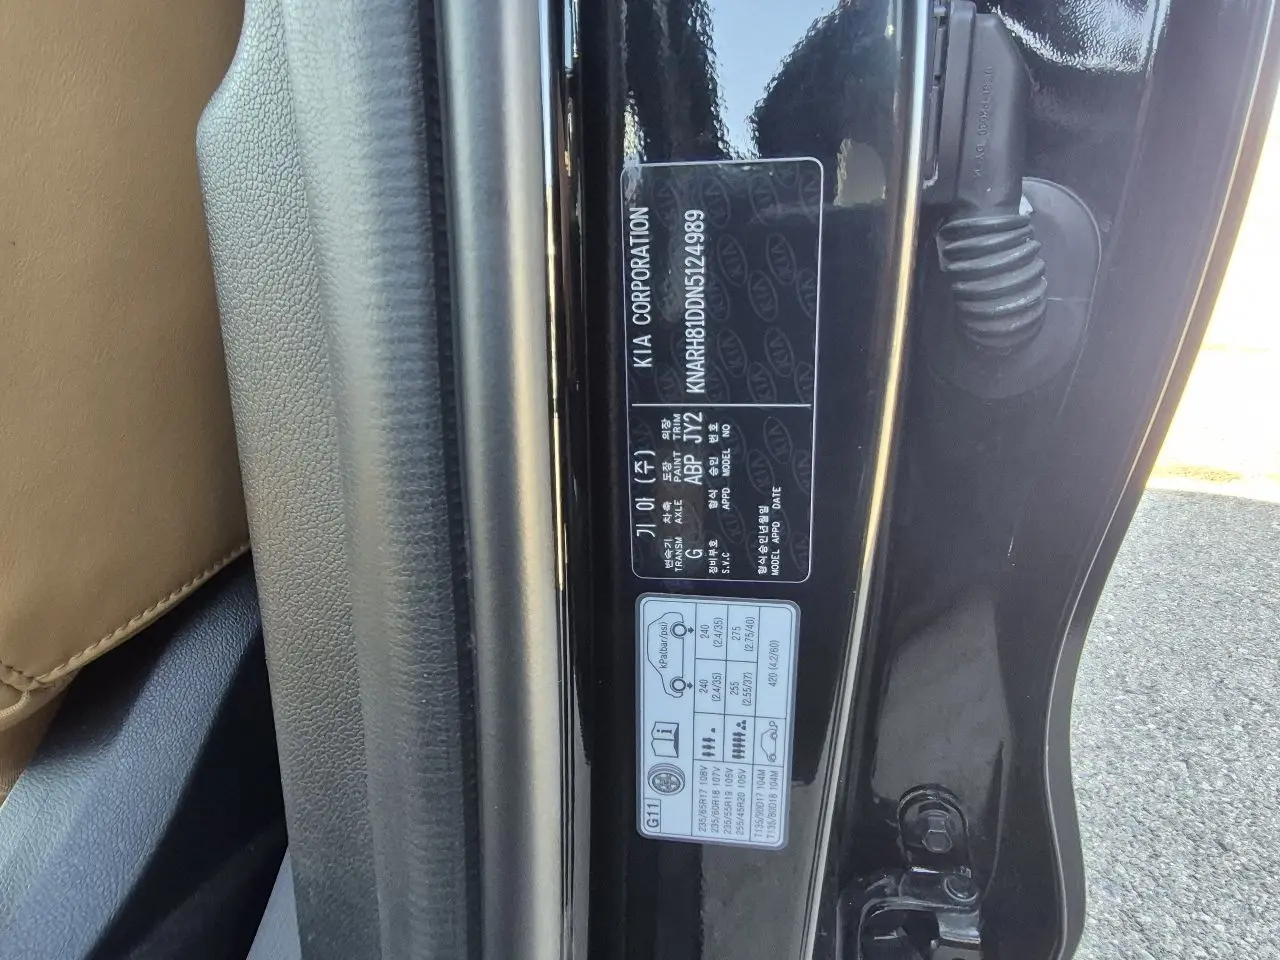 KIA CORPORATION
KNARH81DDN5124989
기아 (주)
변속기 차축 도장 외장
TRANSM AXLE PAINT TRIM
G ABP JY2
정비부호 형식 승인 번호
S.V.C APPD MODEL NO
형식승인년월일
MODEL APPD DATE
G11
kPa(bar/psi)
235/65R17 108V
235/60R18 107V
235/55R19 105V
255/45R20 105V
240
(2.4/35)
240
(2.4/35)
255
(2.55/37)
275
(2.75/40)
T135/90D17 104M
T135/80D18 104M
420 (4.2/60)